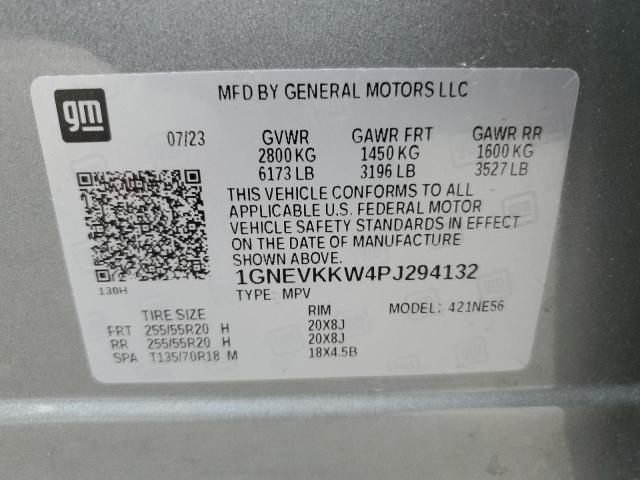 gm
MFD BY GENERAL MOTORS LLC
07/23 GVWR GAWR FRT GAWR RR
2800 KG 1450 KG 1600 KG
6173 LB 3196 LB 3527 LB
THIS VEHICLE CONFORMS TO ALL
APPLICABLE U.S. FEDERAL MOTOR
VEHICLE SAFETY STANDARDS IN EFFECT
ON THE DATE OF MANUFACTURE
SHOWN ABOVE.
1GNEVKKW4PJ294132
130H
TYPE: MPV MODEL: 421NE56
TIRE SIZE RIM
FRT 255/55R20 H 20X8J
RR 255/55R20 H 20X8J
SPA T135/70R18 M 18X4.5B